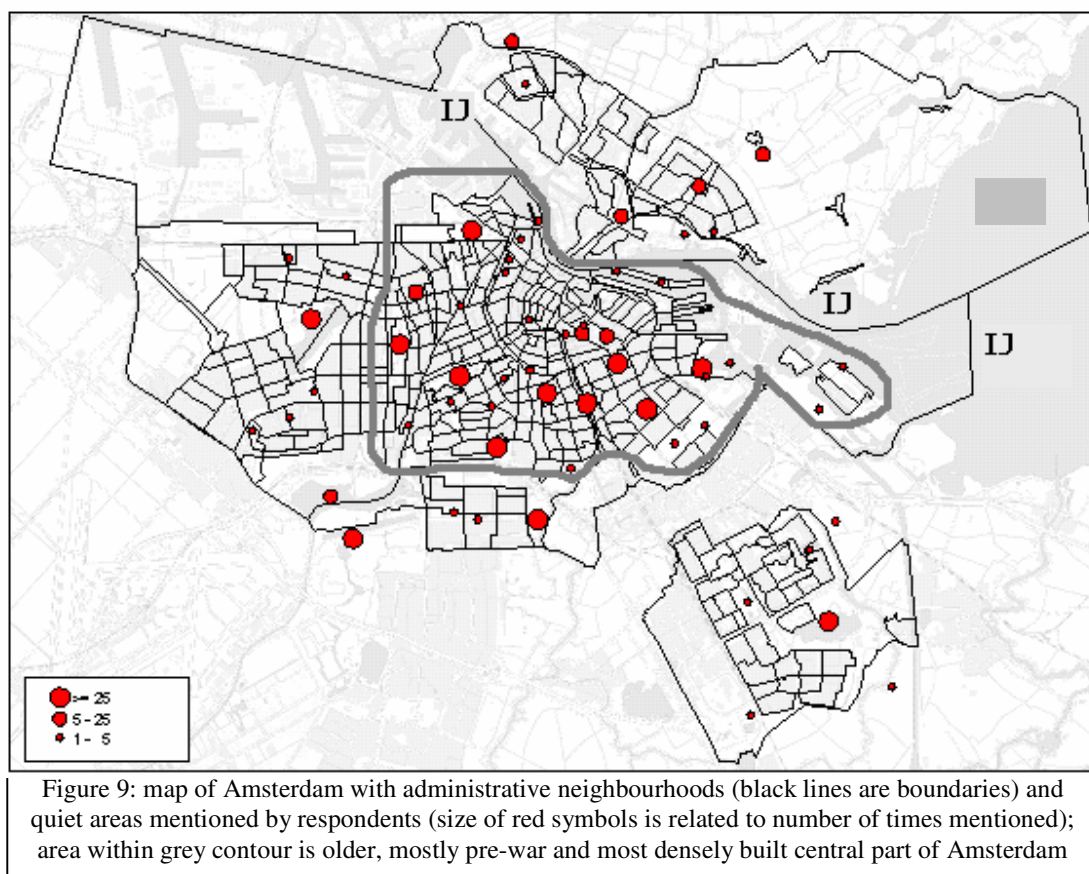 IJ
IJ
IJ
>= 25
5 - 25
1 - 5
Figure 9: map of Amsterdam with administrative neighbourhoods (black lines are boundaries) and
quiet areas mentioned by respondents (size of red symbols is related to number of times mentioned);
area within grey contour is older, mostly pre-war and most densely built central part of Amsterdam